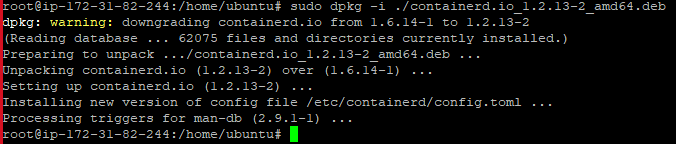 root@ip-172-31-82-244:/home/ubuntu# sudo dpkg -i ./containerd.io_1.2.13-2_amd64.deb
dpkg: warning: downgrading containerd.io from 1.6.14-1 to 1.2.13-2
(Reading database ... 62075 files and directories currently installed.)
Preparing to unpack .../containerd.io_1.2.13-2_amd64.deb ...
Unpacking containerd.io (1.2.13-2) over (1.6.14-1) ...
Setting up containerd.io (1.2.13-2) ...
Installing new version of config file /etc/containerd/config.toml ...
Processing triggers for man-db (2.9.1-1) ...
root@ip-172-31-82-244:/home/ubuntu#